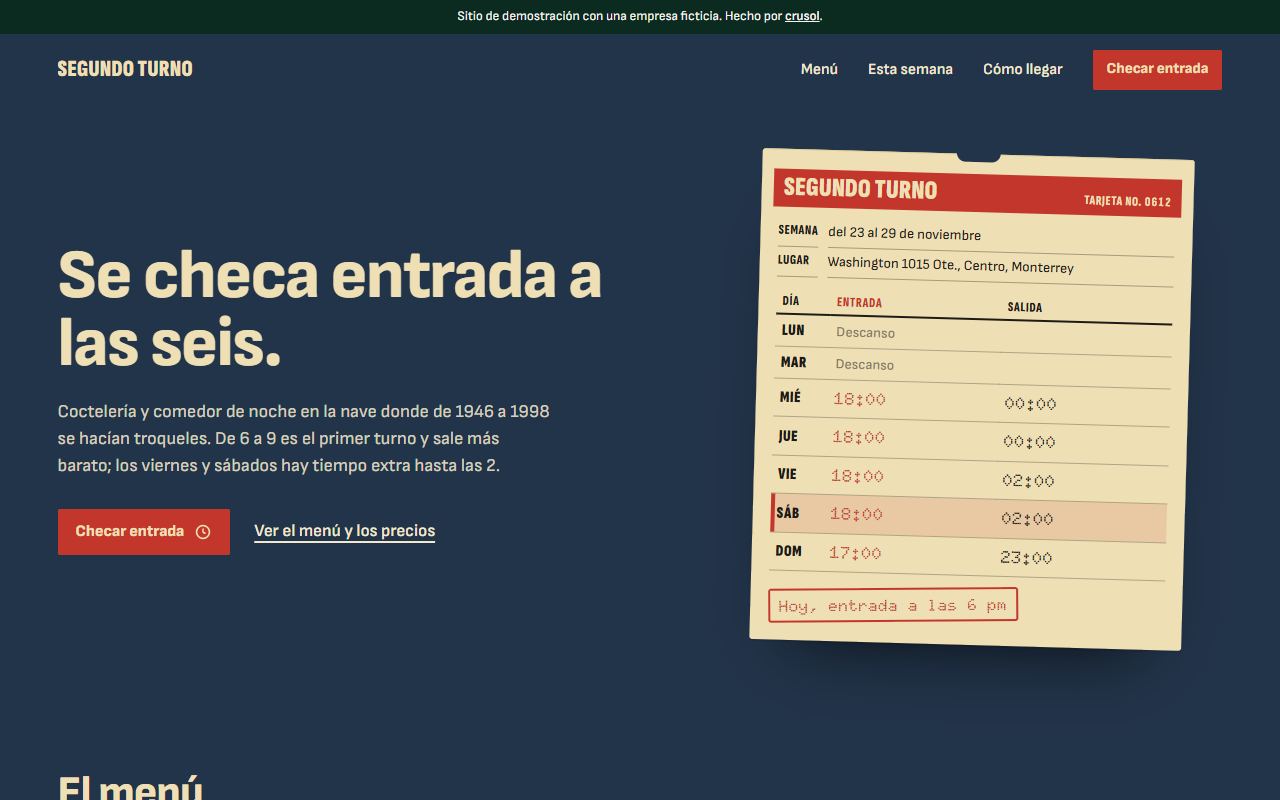 Sitio de demostración con una empresa ficticia. Hecho por crusol.
SEGUNDO TURNO
Menú
Esta semana
Cómo llegar
Checar entrada
Se checa entrada a
las seis.
Coctelería y comedor de noche en la nave donde de 1946 a 1998
se hacían troqueles. De 6 a 9 es el primer turno y sale más
barato; los viernes y sábados hay tiempo extra hasta las 2.
Checar entrada
Ver el menú y los precios
SEGUNDO TURNO
TARJETA NO. 0612
SEMANA del 23 al 29 de noviembre
LUGAR Washington 1015 Ote., Centro, Monterrey
DÍA ENTRADA SALIDA
LUN Descanso
MAR Descanso
MIÉ 18:00 00:00
JUE 18:00 00:00
VIE 18:00 02:00
SÁB 18:00 02:00
DOM 17:00 23:00
Hoy, entrada a las 6 pm
El menú